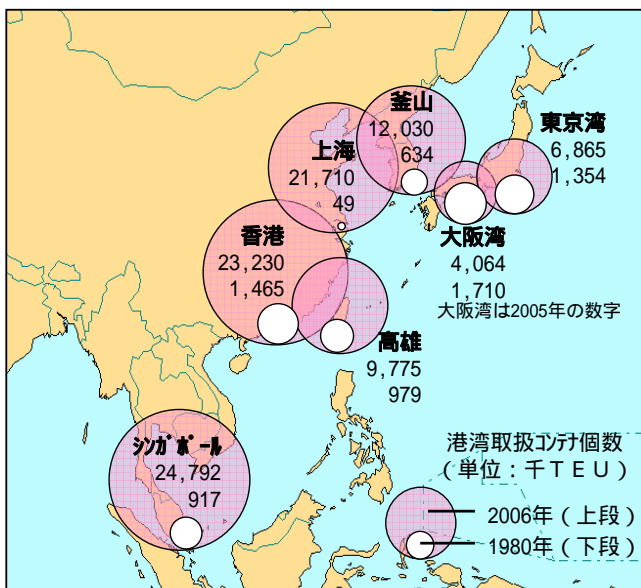 釜山
12,030
634
東京湾
6,865
1,354
上海
21,710
49
香港
23,230
1,465
大阪湾
4,064
1,710
大阪湾は2005年の数字
高雄
9,775
979
ｼﾝｶﾞﾎﾟｰﾙ
24,792
917
港湾取扱ｺﾝﾃﾅ個数
(単位:千TEU)
2006年(上段)
1980年(下段)